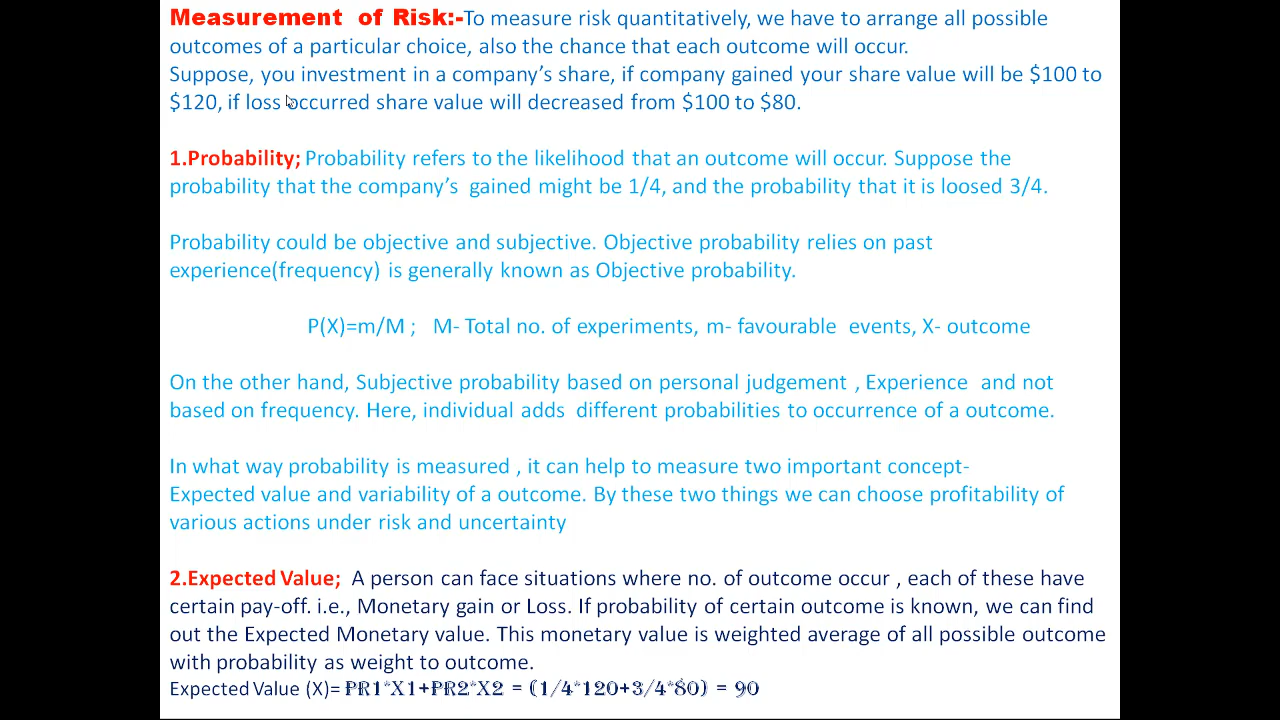 Measurement of Risk:-To measure risk quantitatively, we have to arrange all possible
outcomes of a particular choice, also the chance that each outcome will occur.
Suppose, you investment in a company's share, if company gained your share value will be $100 to
$120, if loss occurred share value will decreased from $100 to $80.
1.Probability; Probability refers to the likelihood that an outcome will occur. Suppose the
probability that the company's gained might be 1/4, and the probability that it is loosed 3/4.
Probability could be objective and subjective. Objective probability relies on past
experience(frequency) is generally known as Objective probability.
P(X)=m/M ; M- Total no. of experiments, m- favourable events, X- outcome
On the other hand, Subjective probability based on personal judgement , Experience and not
based on frequency. Here, individual adds different probabilities to occurrence of a outcome.
In what way probability is measured , it can help to measure two important concept-
Expected value and variability of a outcome. By these two things we can choose profitability of
various actions under risk and uncertainty
2.Expected Value; A person can face situations where no. of outcome occur , each of these have
certain pay-off. i.e., Monetary gain or Loss. If probability of certain outcome is known, we can find
out the Expected Monetary value. This monetary value is weighted average of all possible outcome
with probability as weight to outcome.
Expected Value (X)= PR1*X1+PR2*X2 = (1/4*120+3/4*80) = 90